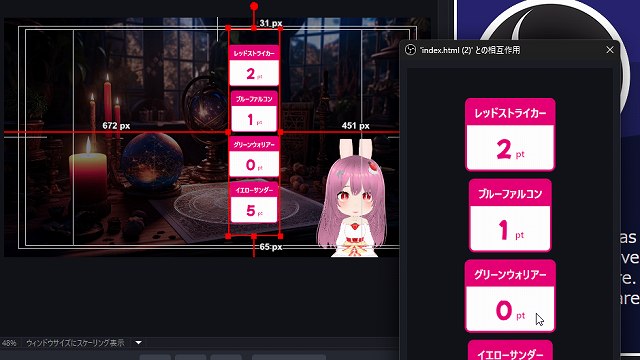 31 px
レッドストライカー
2 pt
ブルーファルコン
1 pt
672 px
451 px
グリーンウォリアー
0 pt
イエローサンダー
5 pt
65 px
48%
ウィンドウサイズにスケーリング表示
'index.html (2)' との相互作用
レッドストライカー
2 pt
ブルーファルコン
1 pt
グリーンウォリアー
0 pt
イエローサンダー
as
ve
re.
are